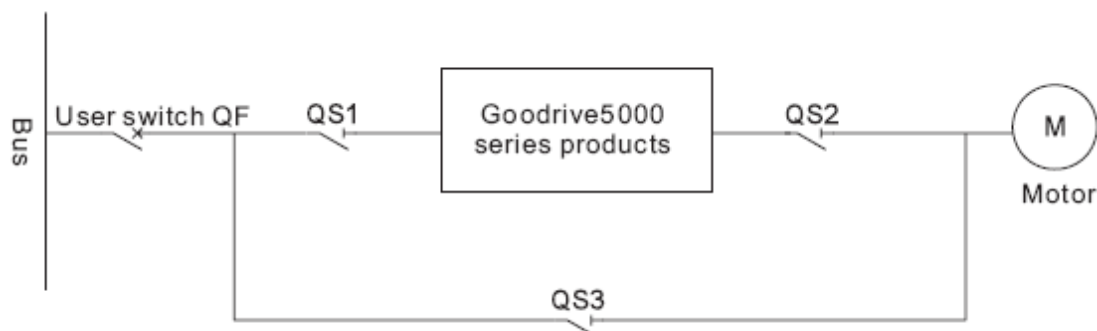 Bus
User switch QF
QS1
Goodrive5000
series products
QS2
M
Motor
QS3